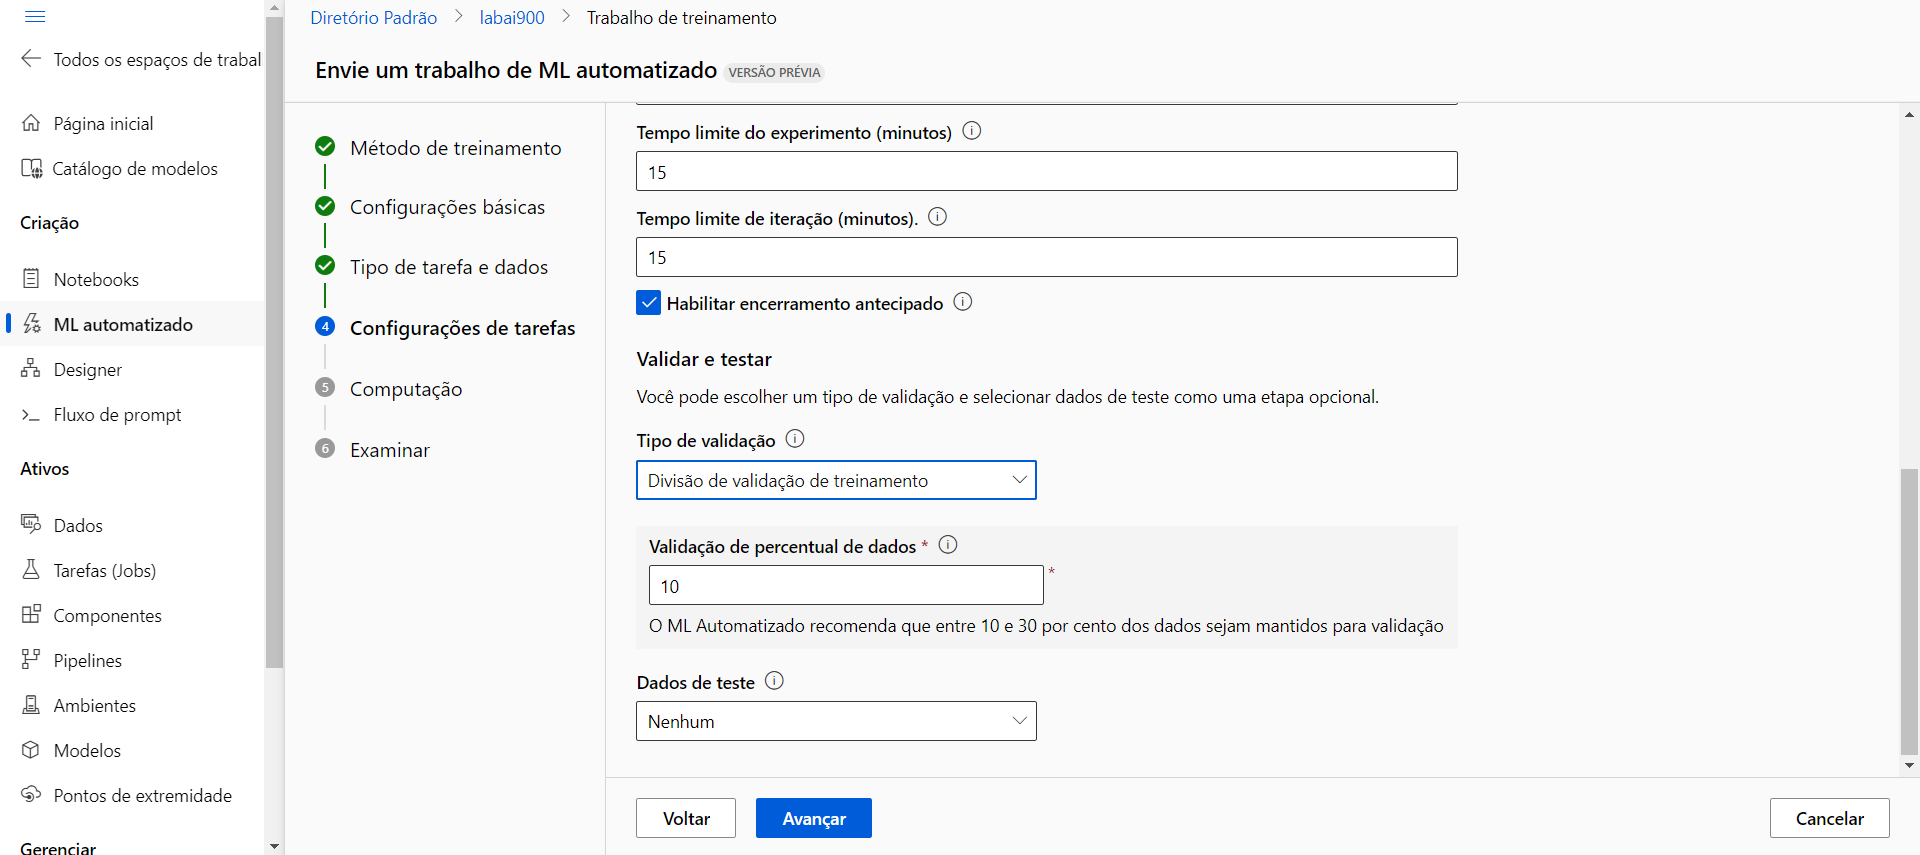 Diretório Padrão > labai900 > Trabalho de treinamento
Todos os espaços de trabal
Envie um trabalho de ML automatizado VERSÃO PRÉVIA
Página inicial
Catálogo de modelos
Criação
Notebooks
ML automatizado
Designer
Fluxo de prompt
Ativos
Dados
Tarefas (Jobs)
Componentes
Pipelines
Ambientes
Modelos
Pontos de extremidade
Gerenciar
Método de treinamento
Configurações básicas
Tipo de tarefa e dados
4 Configurações de tarefas
5 Computação
6 Examinar
Tempo limite do experimento (minutos)
15
Tempo limite de iteração (minutos).
15
Habilitar encerramento antecipado
Validar e testar
Você pode escolher um tipo de validação e selecionar dados de teste como uma etapa opcional.
Tipo de validação
Divisão de validação de treinamento
Validação de percentual de dados *
10 *
O ML Automatizado recomenda que entre 10 e 30 por cento dos dados sejam mantidos para validação
Dados de teste
Nenhum
Voltar
Avançar
Cancelar